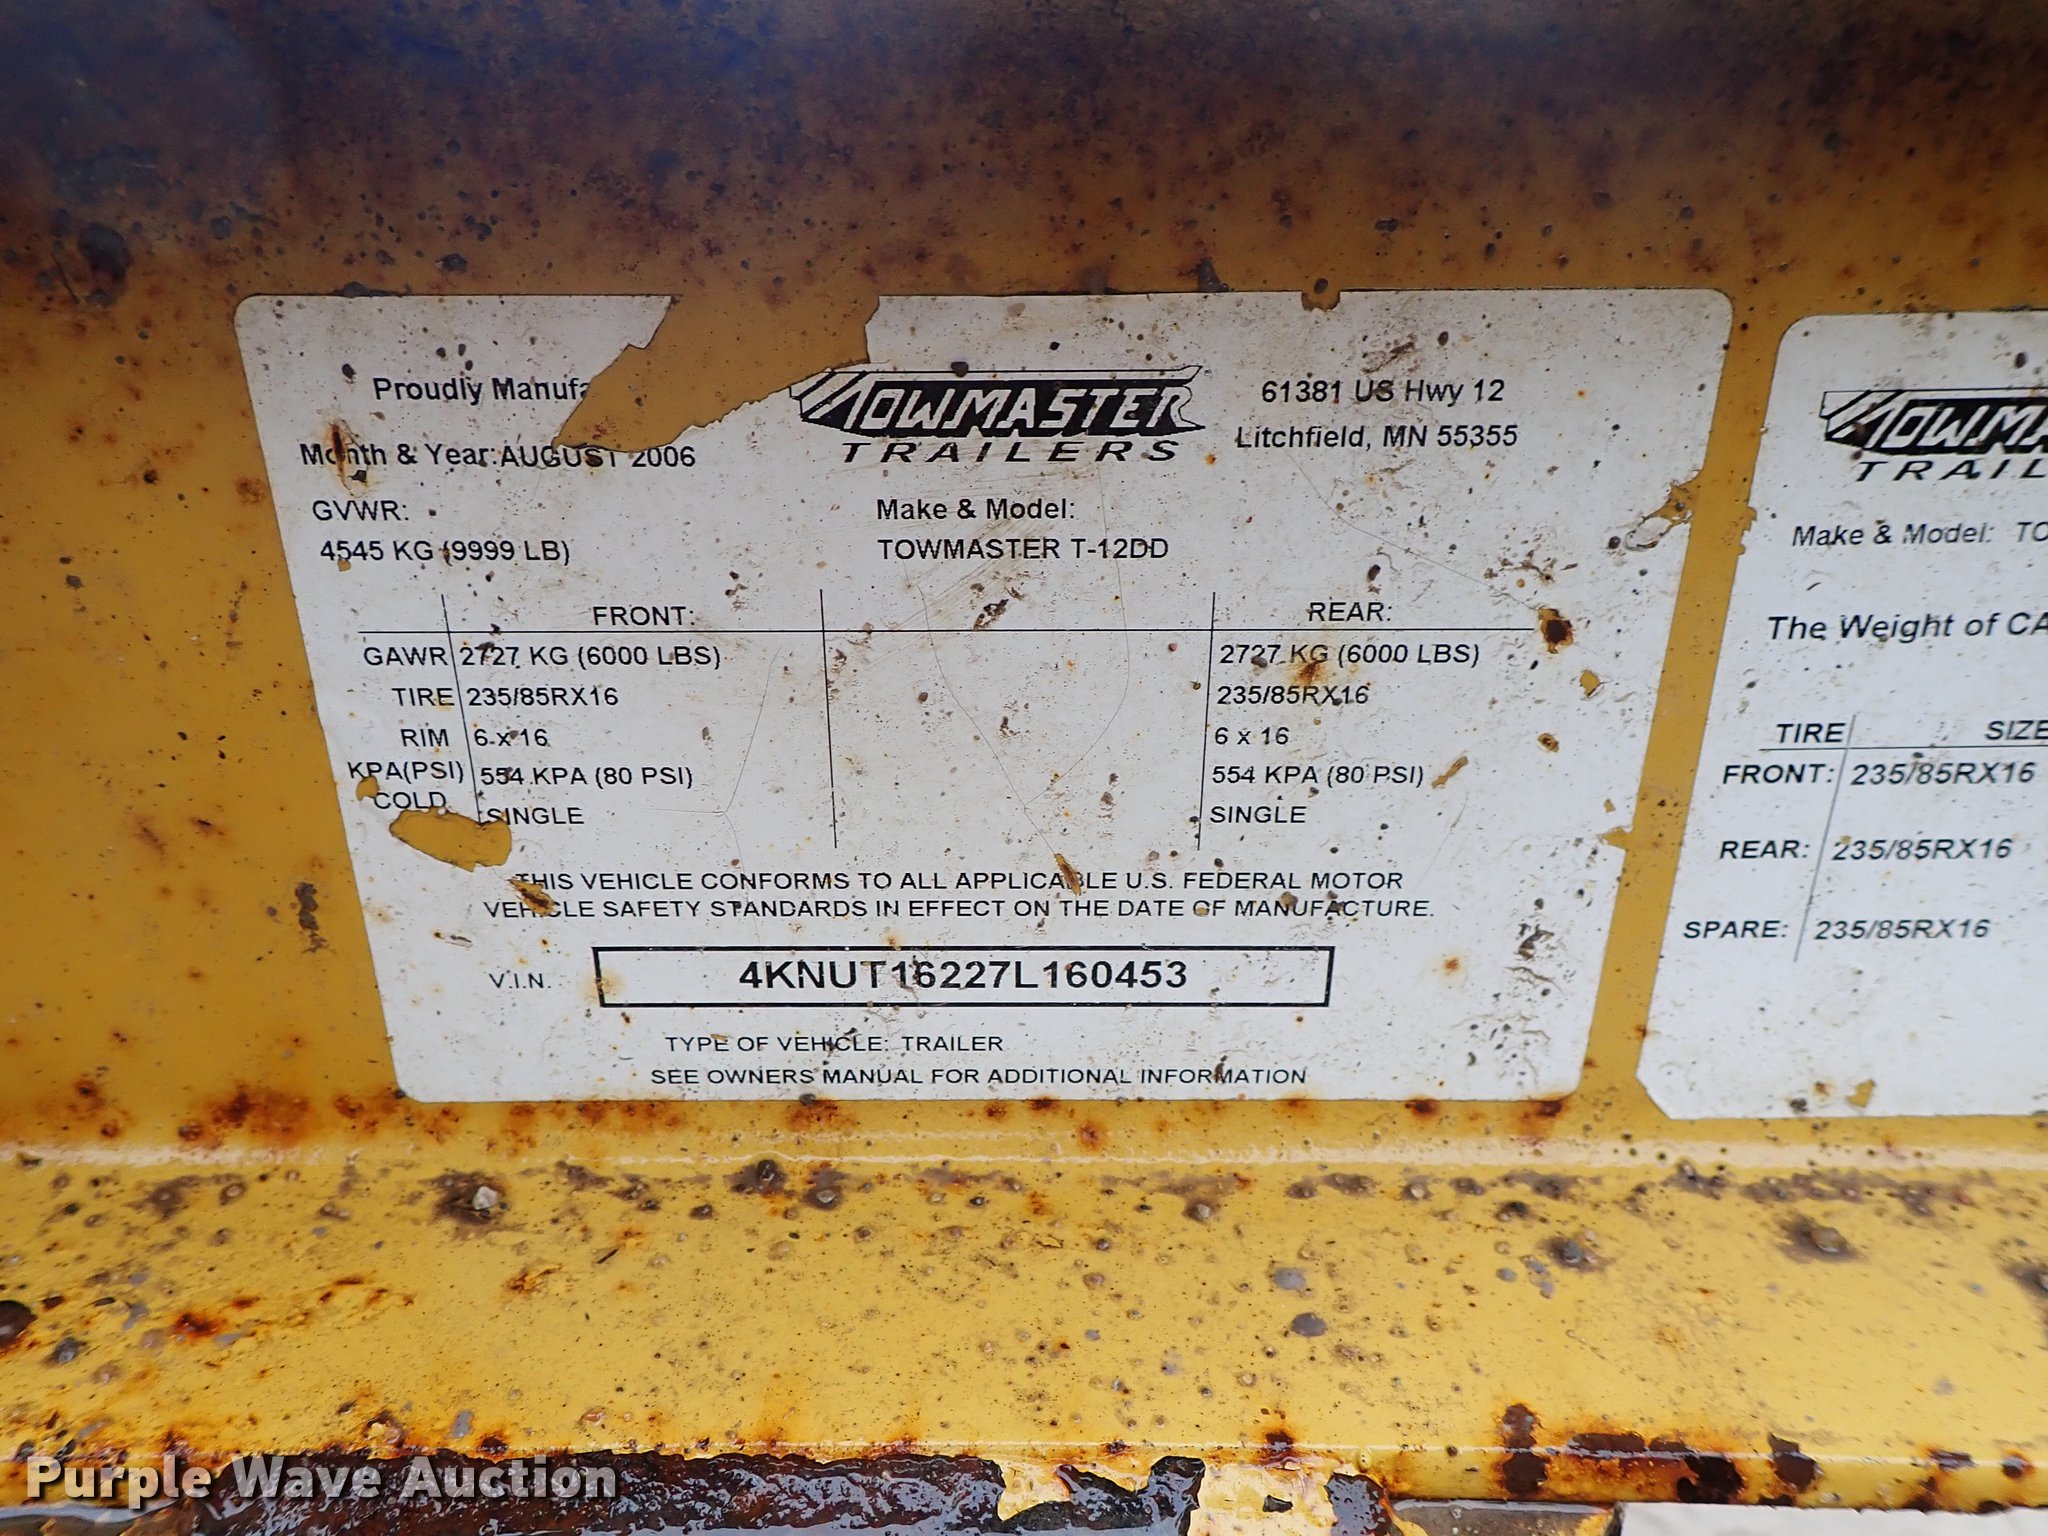 Proudly Manufa
TOWMASTER
TRAILERS
61381 US Hwy 12
Litchfield, MN 55355
Month & Year: AUGUST 2006
GVWR:
4545 KG (9999 LB)
Make & Model:
TOWMASTER T-12DD
FRONT: REAR:
GAWR 2727 KG (6000 LBS) 2727 KG (6000 LBS)
TIRE 235/85RX16 235/85RX16
RIM 6 x 16 6 x 16
KPA(PSI) 554 KPA (80 PSI) 554 KPA (80 PSI)
COLD SINGLE SINGLE
THIS VEHICLE CONFORMS TO ALL APPLICABLE U.S. FEDERAL MOTOR
VEHICLE SAFETY STANDARDS IN EFFECT ON THE DATE OF MANUFACTURE.
V.I.N. 4KNUT16227L160453
TYPE OF VEHICLE: TRAILER
SEE OWNERS MANUAL FOR ADDITIONAL INFORMATION
TOWMA
TRAIL
Make & Model: TO
The Weight of CA
TIRE SIZE
FRONT: 235/85RX16
REAR: 235/85RX16
SPARE: 235/85RX16
Purple Wave Auction